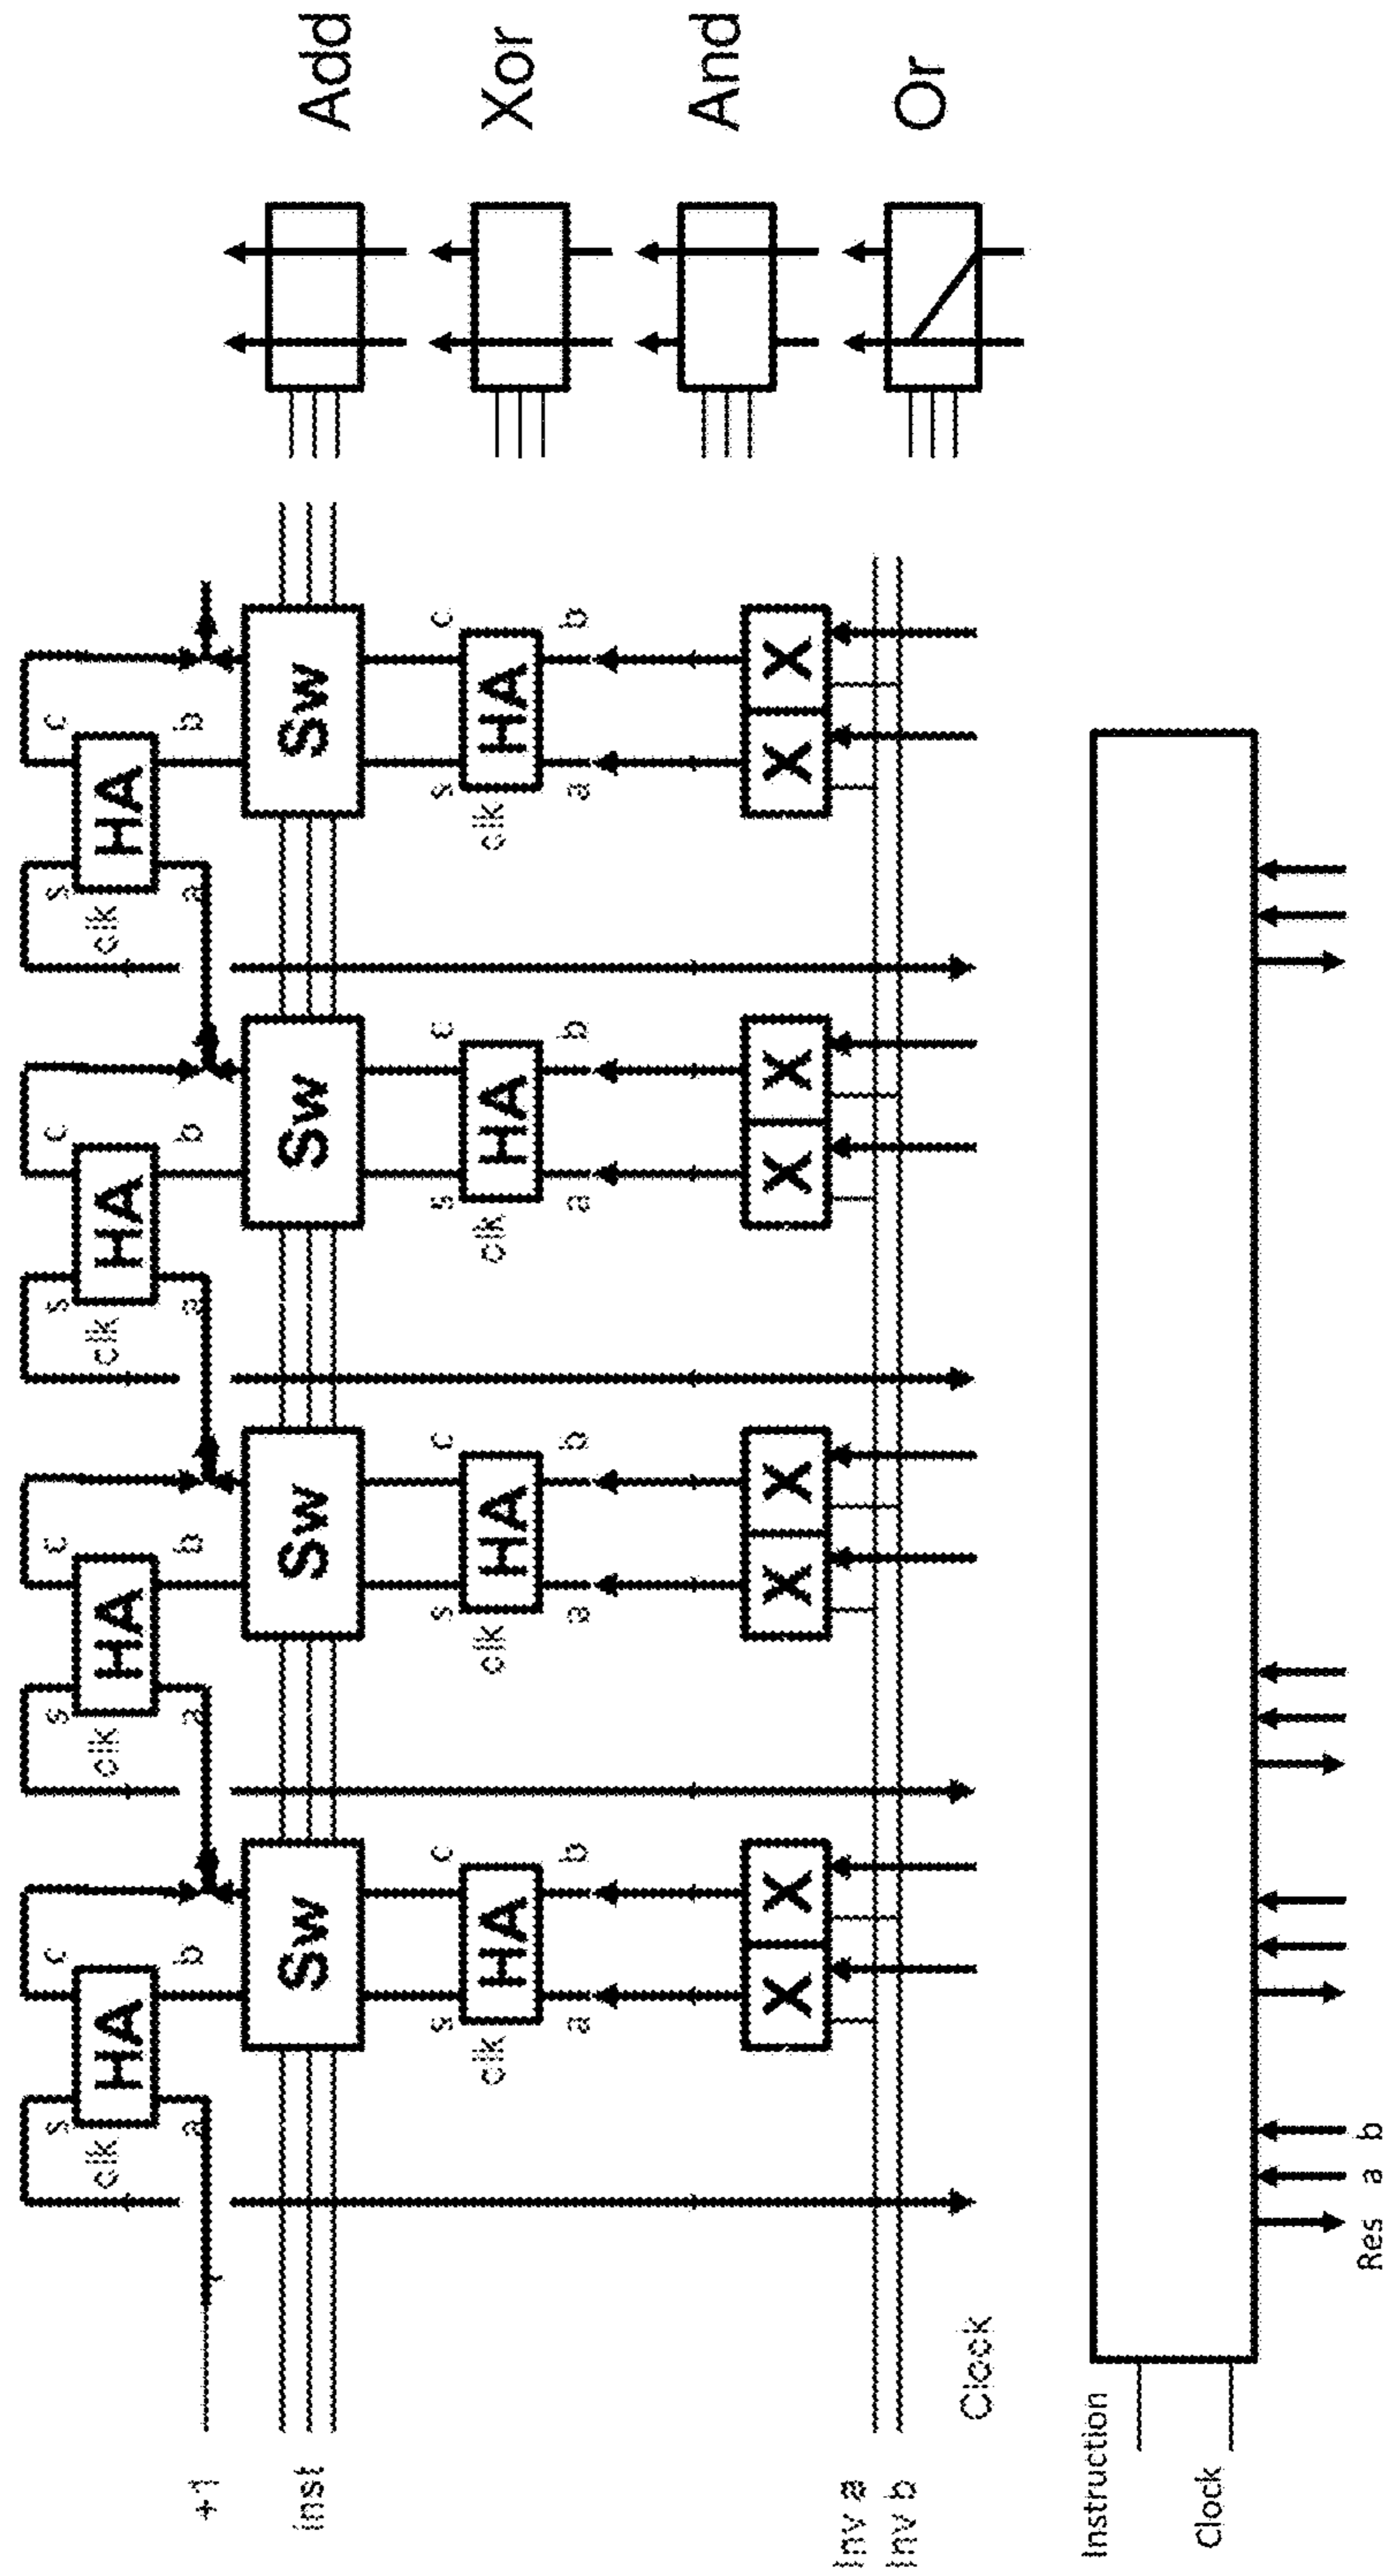 s c s c s c s c
clk HA clk HA clk HA clk HA
a b a b a b a b
+1
inst Sw Sw Sw Sw Add
s c s c s c s c
clk HA clk HA clk HA clk HA Xor
a b a b a b a b
And
X X X X X X X X
Inv a
Inv b
Or
Clock
Instruction
Clock
Res a b